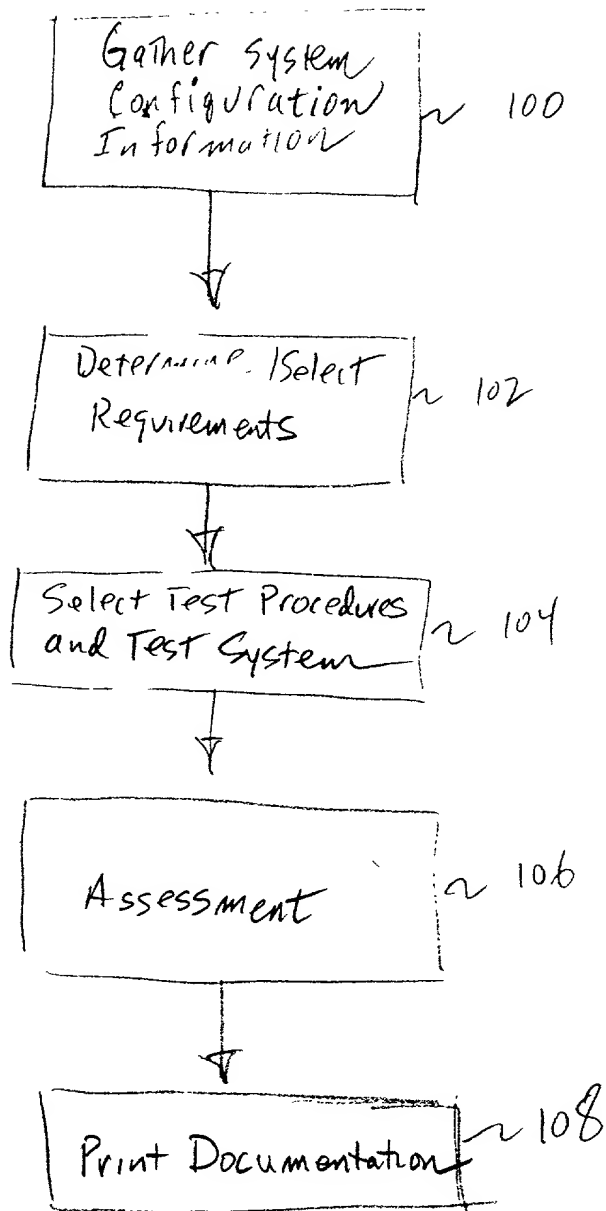 Gather System
Configuration
Information
100
Determine /Select
Requirements
102
Select Test Procedures
and Test System
104
Assessment
106
Print Documentation
108